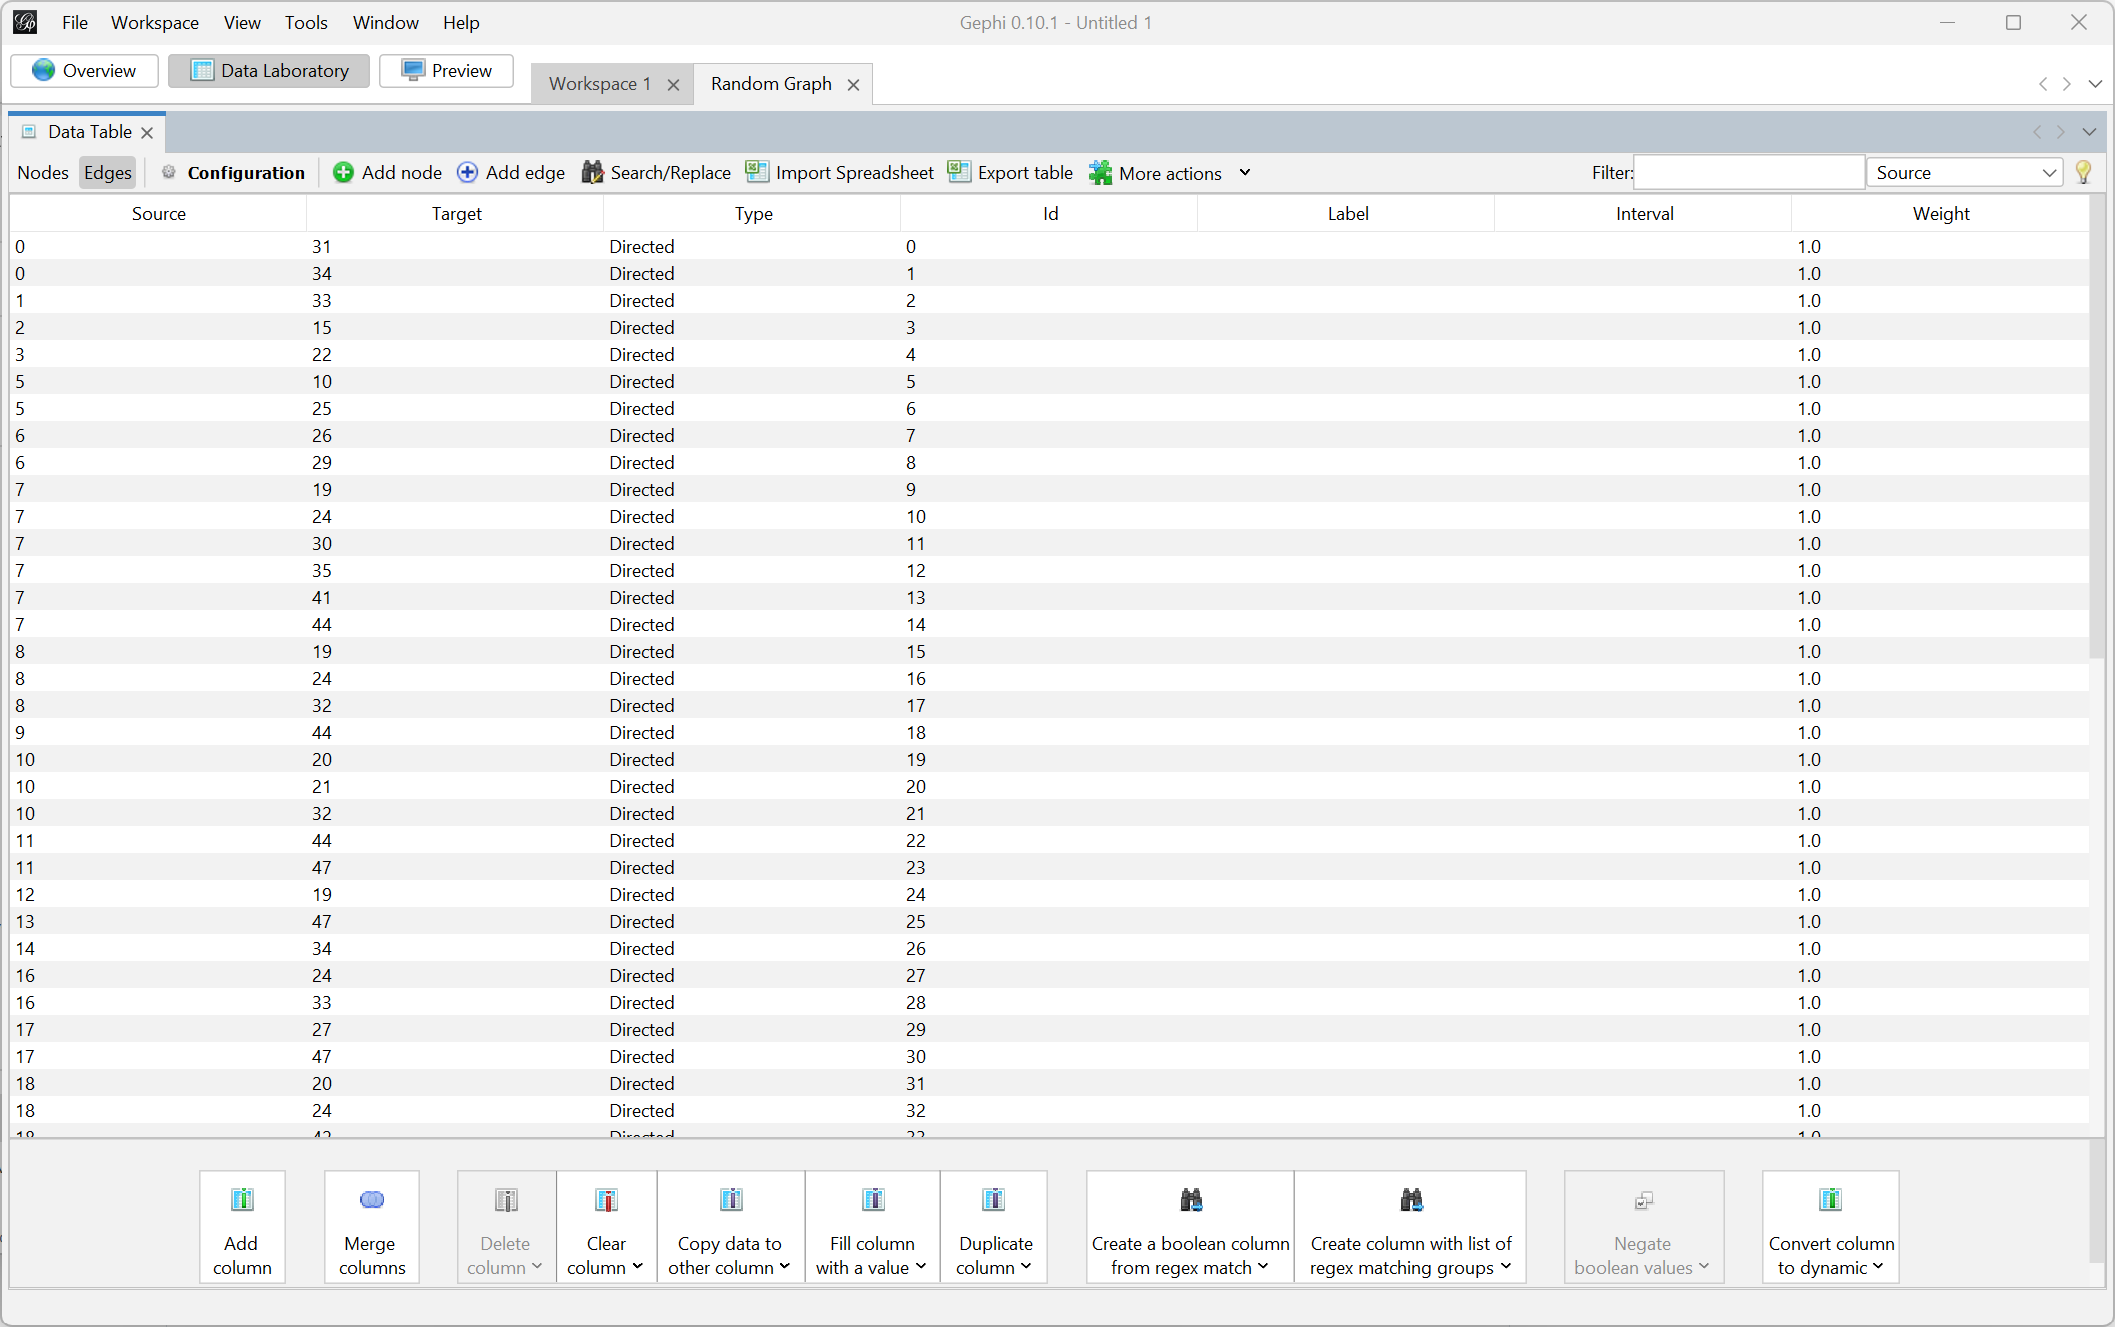 File Workspace View Tools Window Help Gephi 0.10.1 - Untitled 1
Overview Data Laboratory Preview Workspace 1 Random Graph
Data Table
Nodes Edges Configuration Add node Add edge Search/Replace Import Spreadsheet Export table More actions Filter: Source
Source Target Type Id Label Interval Weight
0 31 Directed 0 1.0
0 34 Directed 1 1.0
1 33 Directed 2 1.0
2 15 Directed 3 1.0
3 22 Directed 4 1.0
5 10 Directed 5 1.0
5 25 Directed 6 1.0
6 26 Directed 7 1.0
6 29 Directed 8 1.0
7 19 Directed 9 1.0
7 24 Directed 10 1.0
7 30 Directed 11 1.0
7 35 Directed 12 1.0
7 41 Directed 13 1.0
7 44 Directed 14 1.0
8 19 Directed 15 1.0
8 24 Directed 16 1.0
8 32 Directed 17 1.0
9 44 Directed 18 1.0
10 20 Directed 19 1.0
10 21 Directed 20 1.0
10 32 Directed 21 1.0
11 44 Directed 22 1.0
11 47 Directed 23 1.0
12 19 Directed 24 1.0
13 47 Directed 25 1.0
14 34 Directed 26 1.0
16 24 Directed 27 1.0
16 33 Directed 28 1.0
17 27 Directed 29 1.0
17 47 Directed 30 1.0
18 20 Directed 31 1.0
18 24 Directed 32 1.0
Add column
Merge columns
Delete column
Clear column
Copy data to other column
Fill column with a value
Duplicate column
Create a boolean column from regex match
Create column with list of regex matching groups
Negate boolean values
Convert column to dynamic